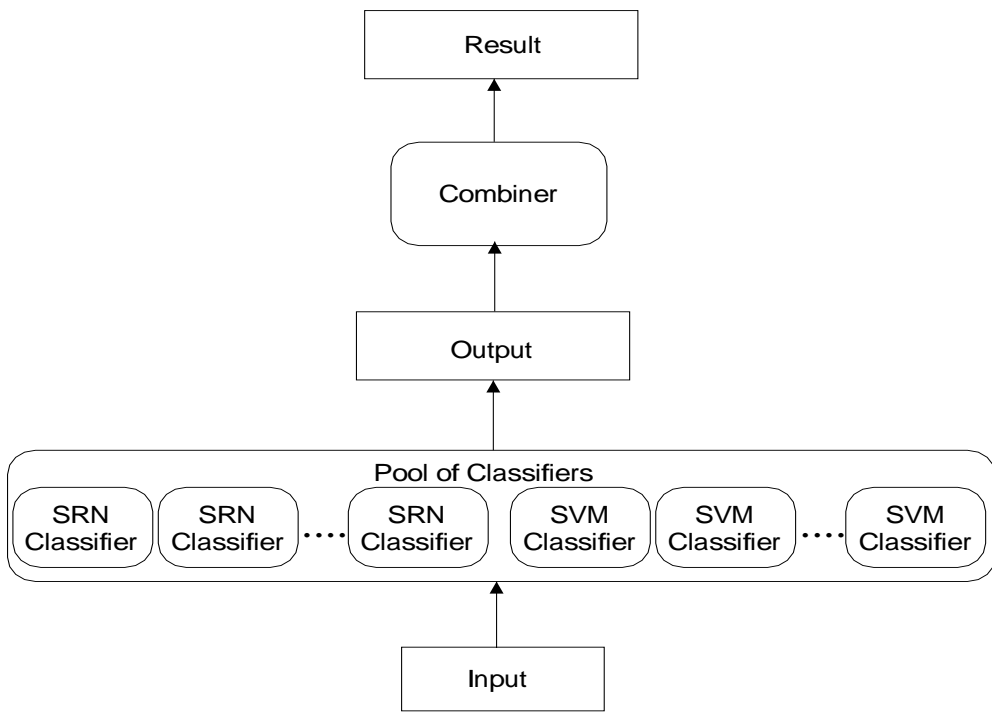 Result
Combiner
Output
Pool of Classifiers
SRN
Classifier
SRN
Classifier
....
SRN
Classifier
SVM
Classifier
SVM
Classifier
....
SVM
Classifier
Input